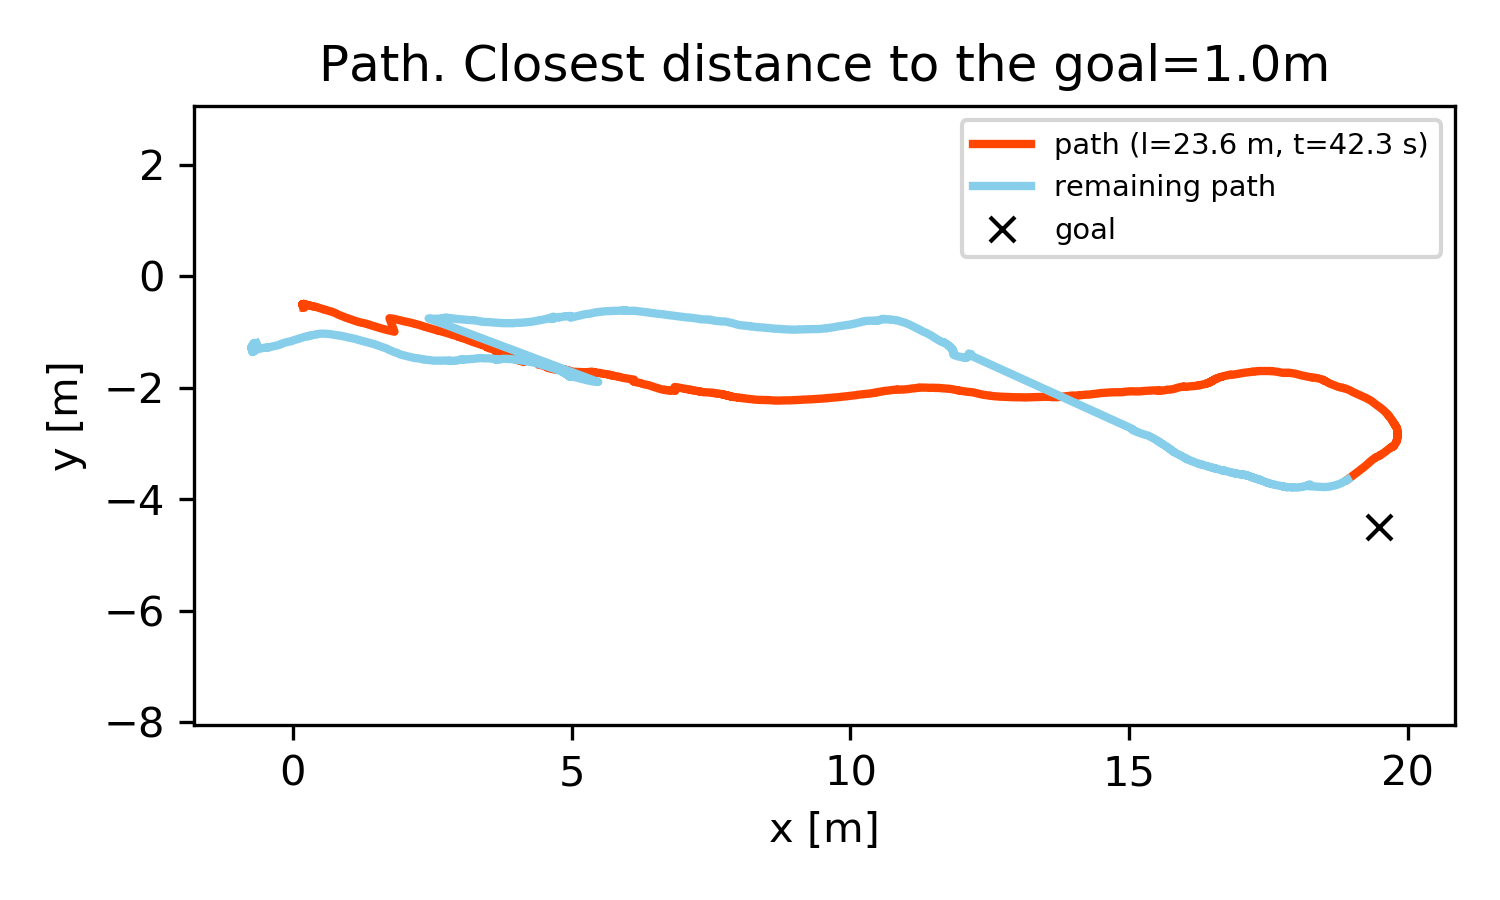 Path. Closest distance to the goal=1.0m
path (l=23.6 m, t=42.3 s)
remaining path
goal
2
0
−2
−4
−6
−8
y [m]
0 5 10 15 20
x [m]